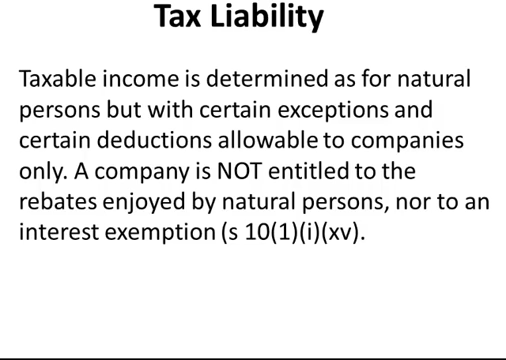 Tax Liability
Taxable income is determined as for natural
persons but with certain exceptions and
certain deductions allowable to companies
only. A company is NOT entitled to the
rebates enjoyed by natural persons, nor to an
interest exemption (s 10(1)(i)(xv).